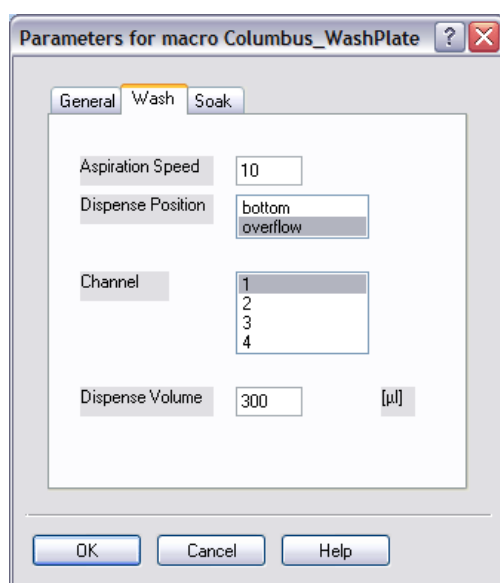 Parameters for macro Columbus_WashPlate ? X
General Wash Soak
Aspiration Speed 10
Dispense Position bottom
overflow
Channel 1
2
3
4
Dispense Volume 300 [µl]
OK Cancel Help